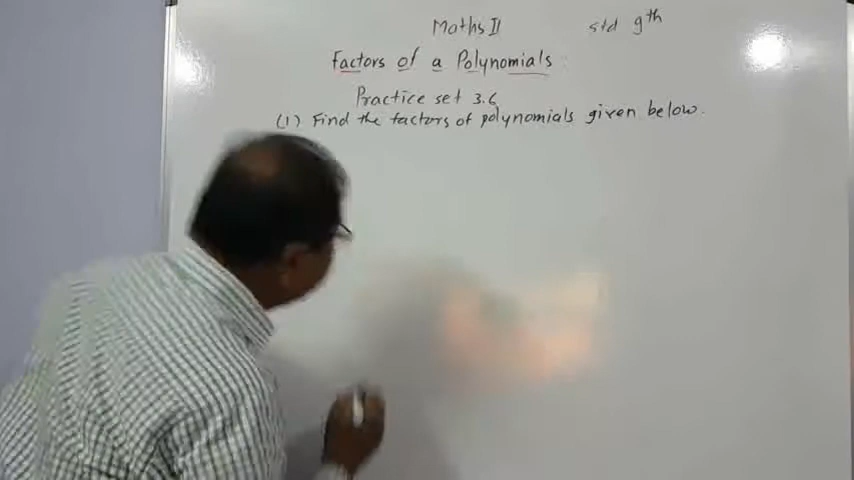 Maths II std 9th
Factors of a Polynomials :
Practice set 3.6
(1) Find the factors of polynomials given below.